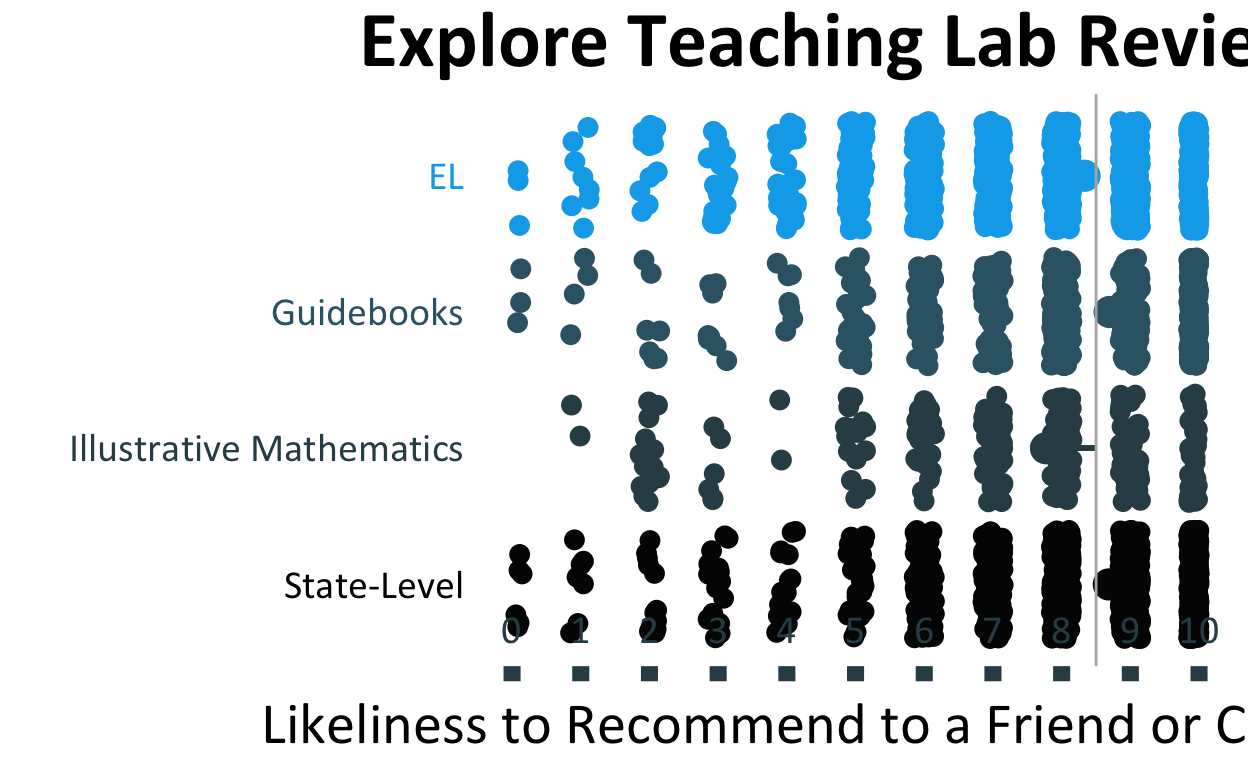 Explore Teaching Lab Revie
EL
Guidebooks
Illustrative Mathematics
State-Level
0 1 2 3 4 5 6 7 8 9 10
Likeliness to Recommend to a Friend or C